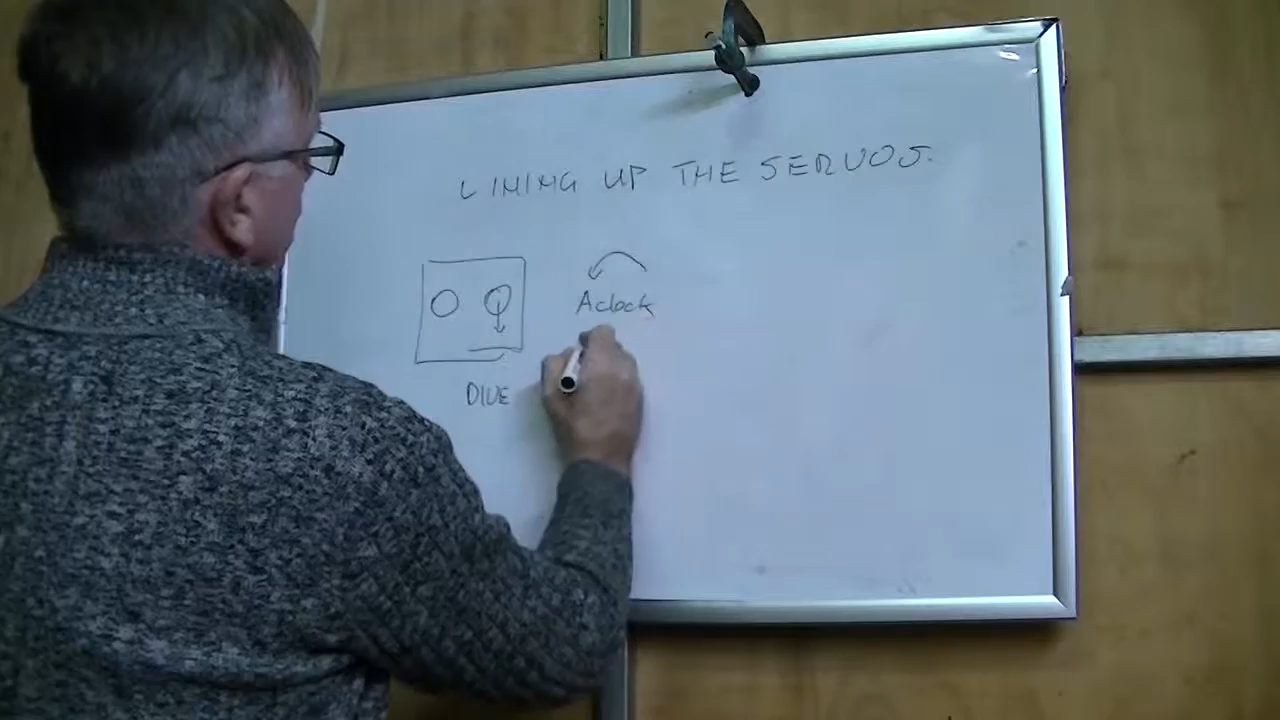 LINING UP THE SERVOS.
Aclock
DIVE